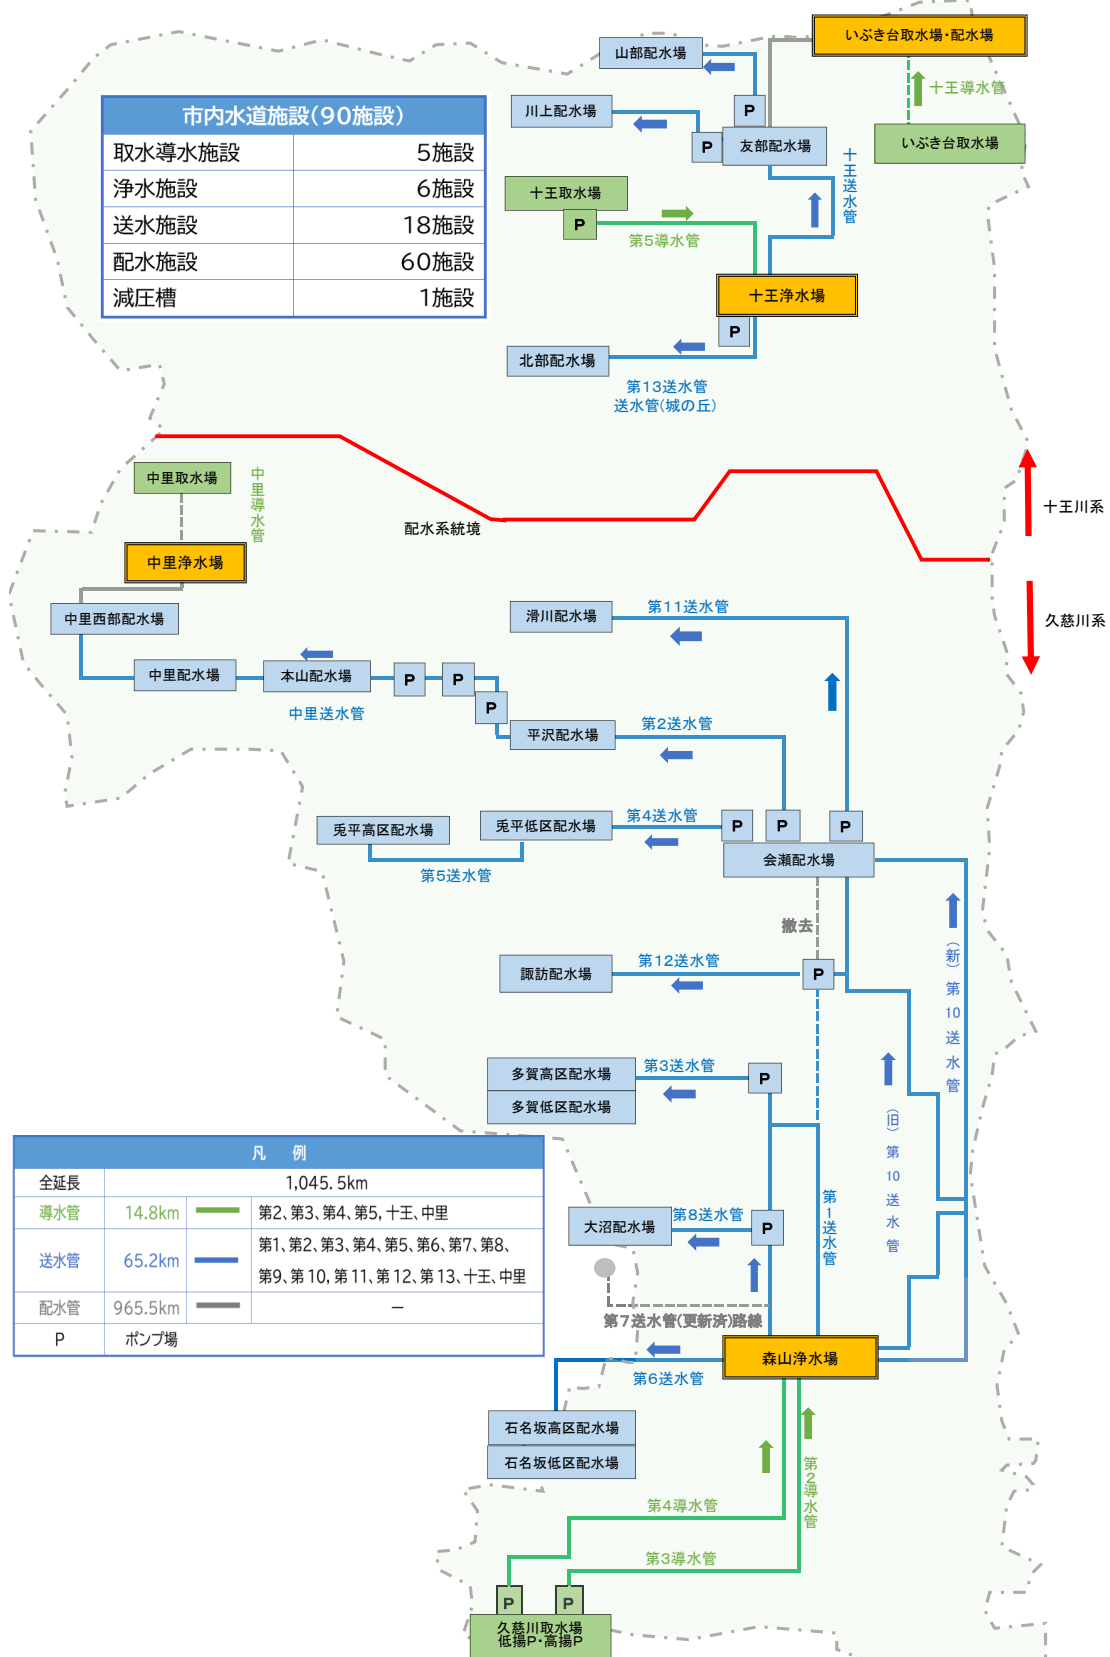 いぶき台取水場・配水場
山部配水場
十王導水管
川上配水場
P
P
友部配水場
いぶき台取水場
十王送水管
市内水道施設(90施設)
取水導水施設 5施設
浄水施設 6施設
送水施設 18施設
配水施設 60施設
減圧槽 1施設
十王取水場
P
第5導水管
十王浄水場
P
北部配水場
第13送水管
送水管(城の丘)
中里取水場
中里導水管
配水系統境
十王川系
中里浄水場
久慈川系
中里西部配水場
滑川配水場
第11送水管
中里配水場
本山配水場
P
P
P
中里送水管
平沢配水場
第2送水管
兎平高区配水場
兎平低区配水場
第4送水管
P
P
P
会瀬配水場
第5送水管
撤去
(新)第10送水管
諏訪配水場
第12送水管
P
多賀高区配水場
多賀低区配水場
第3送水管
P
(旧)第10送水管
凡 例
全延長 1,045.5km
導水管 14.8km 第2、第3、第4、第5,十王、中里
送水管 65.2km 第1、第2、第3、第4、第5、第6、第7、第8、
第9、第10,第11、第12、第13、十王、中里
配水管 965.5km ―
P ポンプ場
大沼配水場
第8送水管
P
第1送水管
第7送水管(更新済)路線
森山浄水場
第6送水管
石名坂高区配水場
石名坂低区配水場
第2導水管
第4導水管
第3導水管
P
P
久慈川取水場
低揚P・高揚P